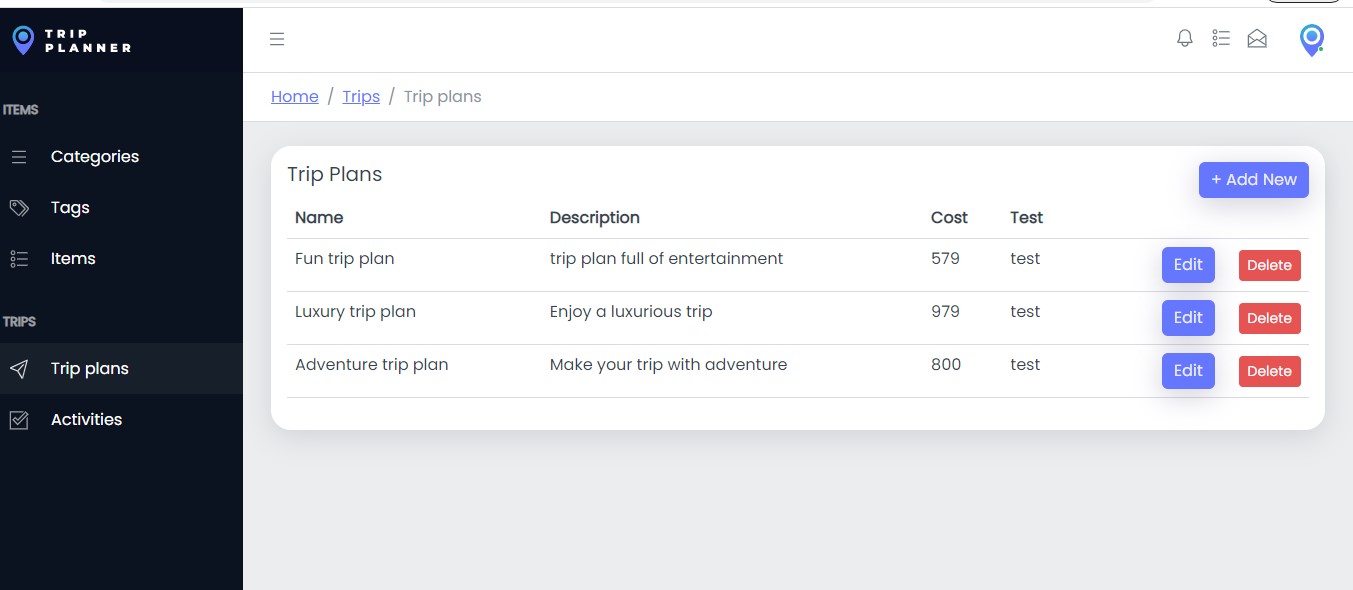 TRIP
PLANNER
ITEMS
Categories
Tags
Items
TRIPS
Trip plans
Activities
Home / Trips / Trip plans
Trip Plans
+ Add New
Name Description Cost Test
Fun trip plan trip plan full of entertainment 579 test Edit Delete
Luxury trip plan Enjoy a luxurious trip 979 test Edit Delete
Adventure trip plan Make your trip with adventure 800 test Edit Delete